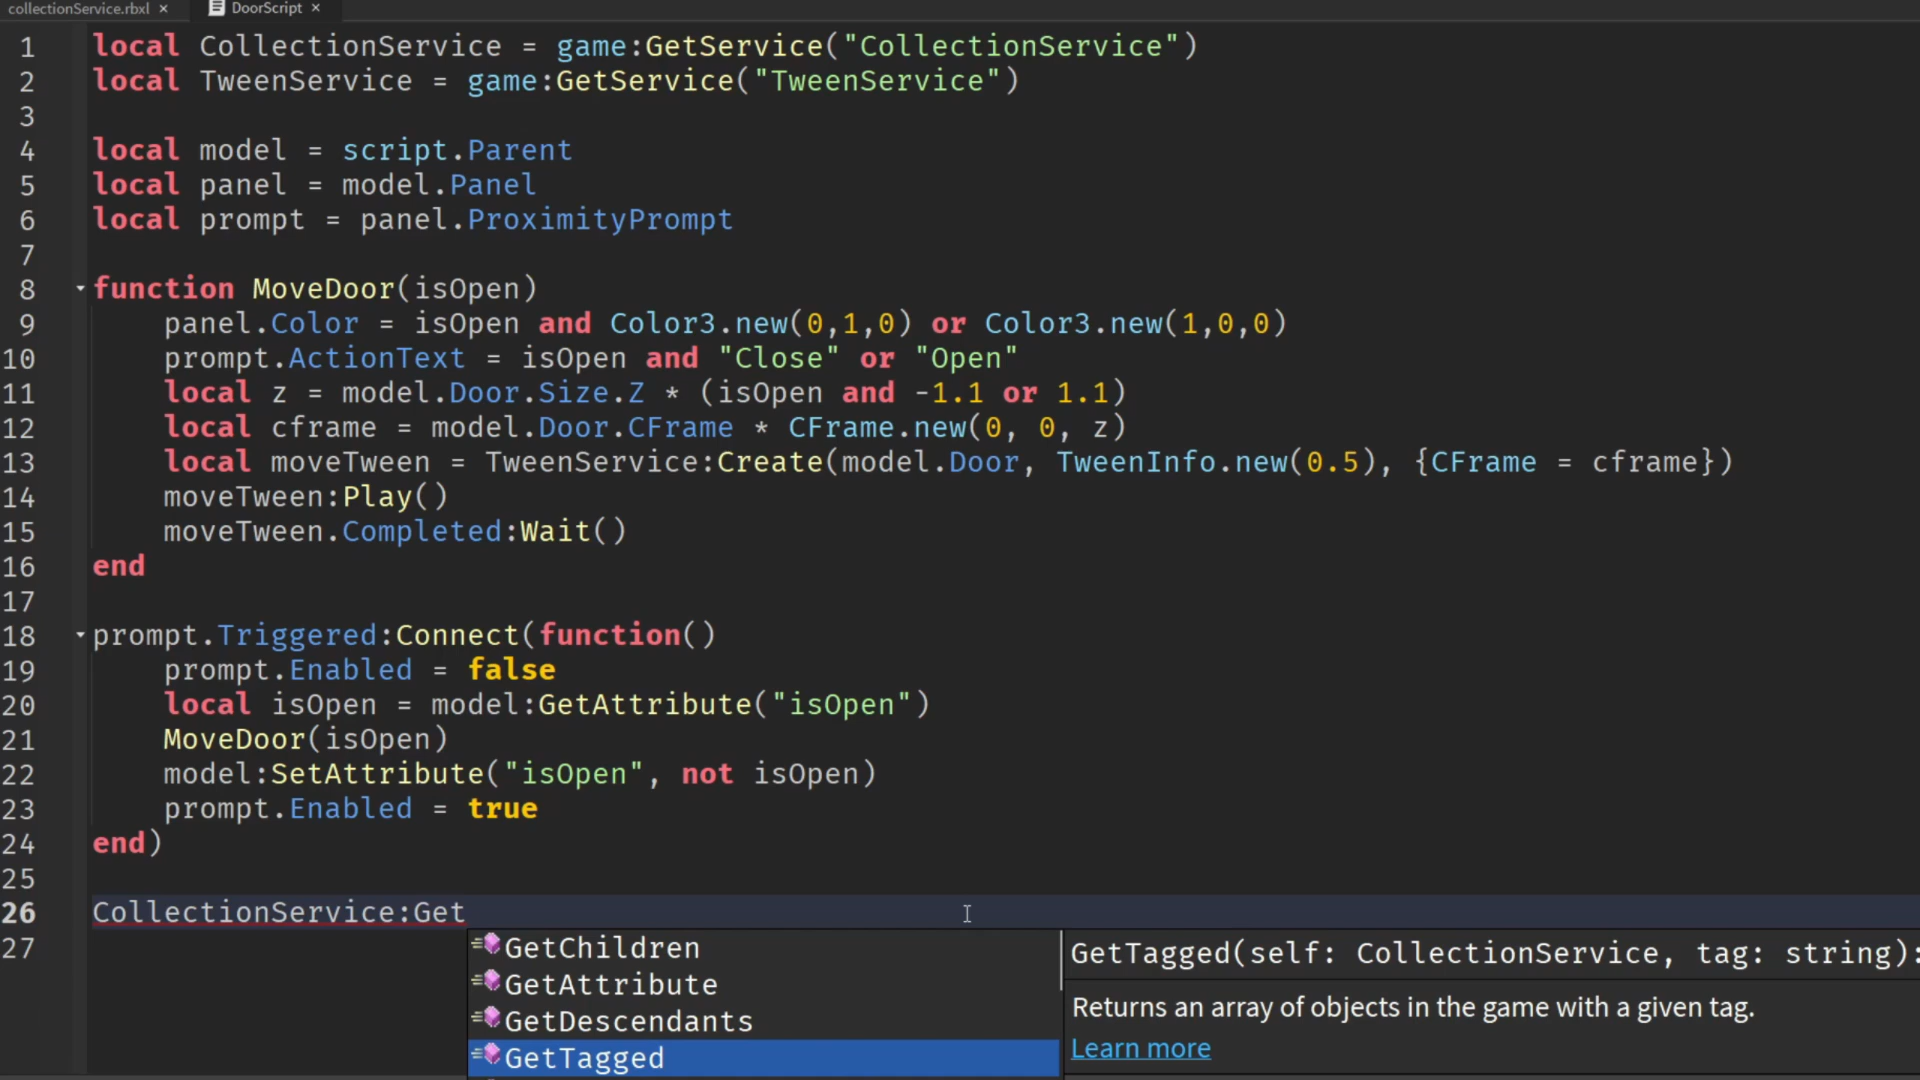 collectionService.rbxl × DoorScript ×
1 local CollectionService = game:GetService("CollectionService")
2 local TweenService = game:GetService("TweenService")
3
4 local model = script.Parent
5 local panel = model.Panel
6 local prompt = panel.ProximityPrompt
7
8 function MoveDoor(isOpen)
9 panel.Color = isOpen and Color3.new(0,1,0) or Color3.new(1,0,0)
10 prompt.ActionText = isOpen and "Close" or "Open"
11 local z = model.Door.Size.Z * (isOpen and -1.1 or 1.1)
12 local cframe = model.Door.CFrame * CFrame.new(0, 0, z)
13 local moveTween = TweenService:Create(model.Door, TweenInfo.new(0.5), {CFrame = cframe})
14 moveTween:Play()
15 moveTween.Completed:Wait()
16 end
17
18 prompt.Triggered:Connect(function()
19 prompt.Enabled = false
20 local isOpen = model:GetAttribute("isOpen")
21 MoveDoor(isOpen)
22 model:SetAttribute("isOpen", not isOpen)
23 prompt.Enabled = true
24 end)
25
26 CollectionService:Get
27
GetChildren
GetAttribute
GetDescendants
GetTagged
GetTagged(self: CollectionService, tag: string):
Returns an array of objects in the game with a given tag.
Learn more